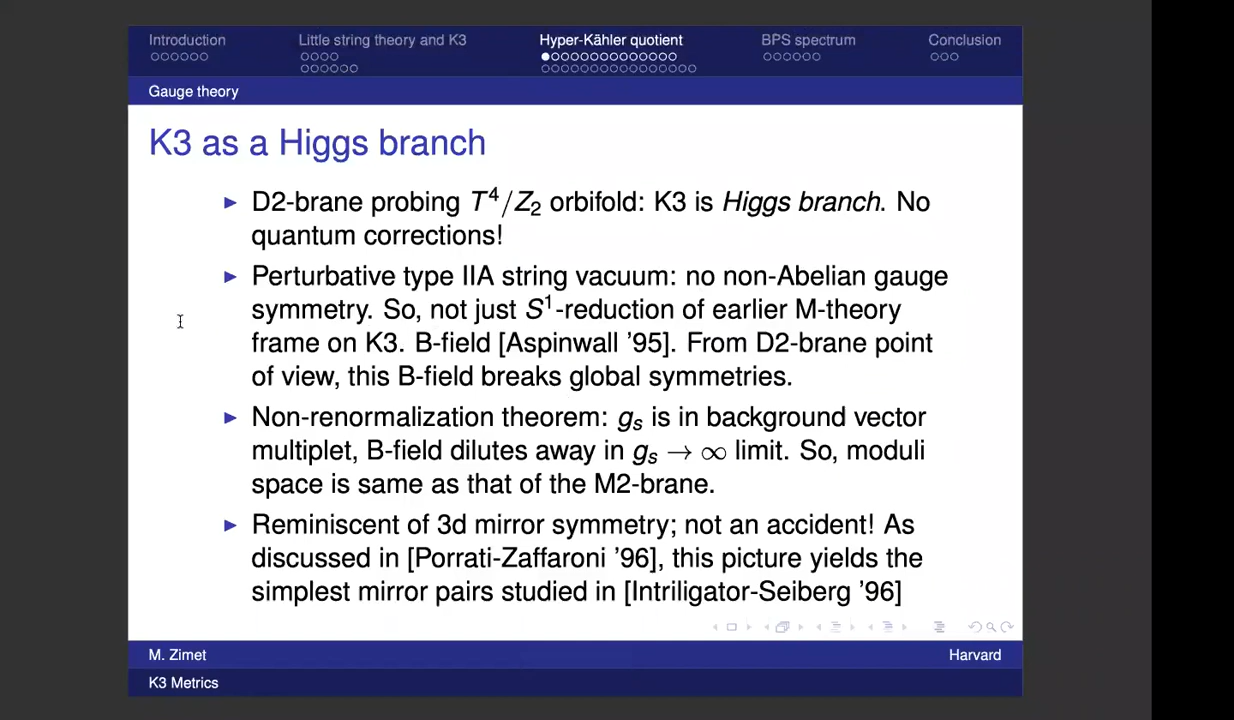 Introduction Little string theory and K3 Hyper-Kähler quotient BPS spectrum Conclusion
Gauge theory
K3 as a Higgs branch
D2-brane probing T⁴/Z₂ orbifold: K3 is Higgs branch. No
quantum corrections!
Perturbative type IIA string vacuum: no non-Abelian gauge
symmetry. So, not just S¹-reduction of earlier M-theory
frame on K3. B-field [Aspinwall '95]. From D2-brane point
of view, this B-field breaks global symmetries.
Non-renormalization theorem: gₛ is in background vector
multiplet, B-field dilutes away in gₛ → ∞ limit. So, moduli
space is same as that of the M2-brane.
Reminiscent of 3d mirror symmetry; not an accident! As
discussed in [Porrati-Zaffaroni '96], this picture yields the
simplest mirror pairs studied in [Intriligator-Seiberg '96]
M. Zimet Harvard
K3 Metrics